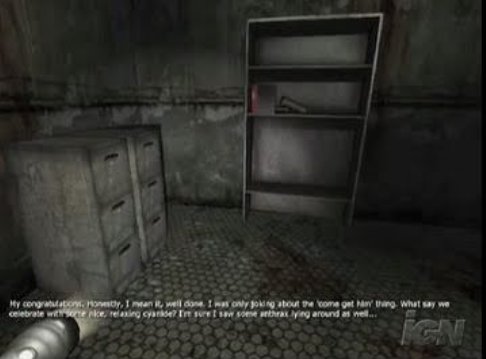 My congratulations. Honestly, I mean it, well done. I was only joking about the 'come get him' thing. What say we
celebrate with some nice, relaxing cyanide? I'm sure I saw some anthrax lying around as well...
IGN